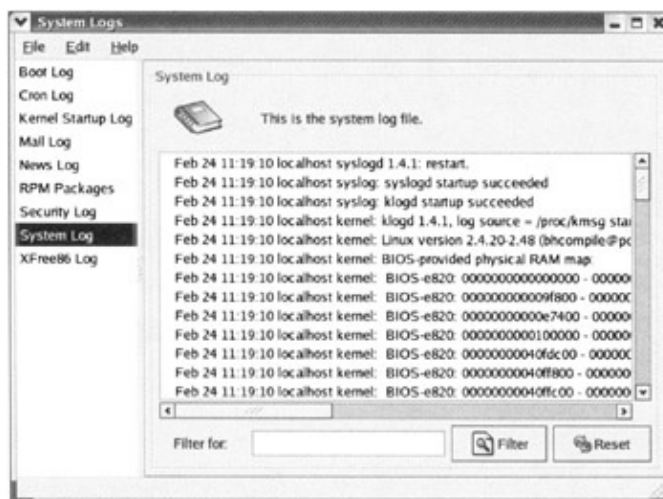 System Logs
File Edit Help
Boot Log
Cron Log
Kernel Startup Log
Mail Log
News Log
RPM Packages
Security Log
System Log
XFree86 Log
System Log
This is the system log file.
Feb 24 11:19:10 localhost syslogd 1.4.1: restart.
Feb 24 11:19:10 localhost syslog: syslogd startup succeeded
Feb 24 11:19:10 localhost syslog: klogd startup succeeded
Feb 24 11:19:10 localhost kernel: klogd 1.4.1, log source = /proc/kmsg star
Feb 24 11:19:10 localhost kernel: Linux version 2.4.20-2.48 (bhcompile@po
Feb 24 11:19:10 localhost kernel: BIOS-provided physical RAM map:
Feb 24 11:19:10 localhost kernel: BIOS-e820: 0000000000000000 - 000000
Feb 24 11:19:10 localhost kernel: BIOS-e820: 000000000009f800 - 000000
Feb 24 11:19:10 localhost kernel: BIOS-e820: 00000000000e7400 - 000000
Feb 24 11:19:10 localhost kernel: BIOS-e820: 0000000000100000 - 000000
Feb 24 11:19:10 localhost kernel: BIOS-e820: 0000000040fdc00 - 000000
Feb 24 11:19:10 localhost kernel: BIOS-e820: 0000000040ff800 - 000000
Feb 24 11:19:10 localhost kernel: BIOS-e820: 0000000040ffc00 - 000000
Filter for: Filter Reset